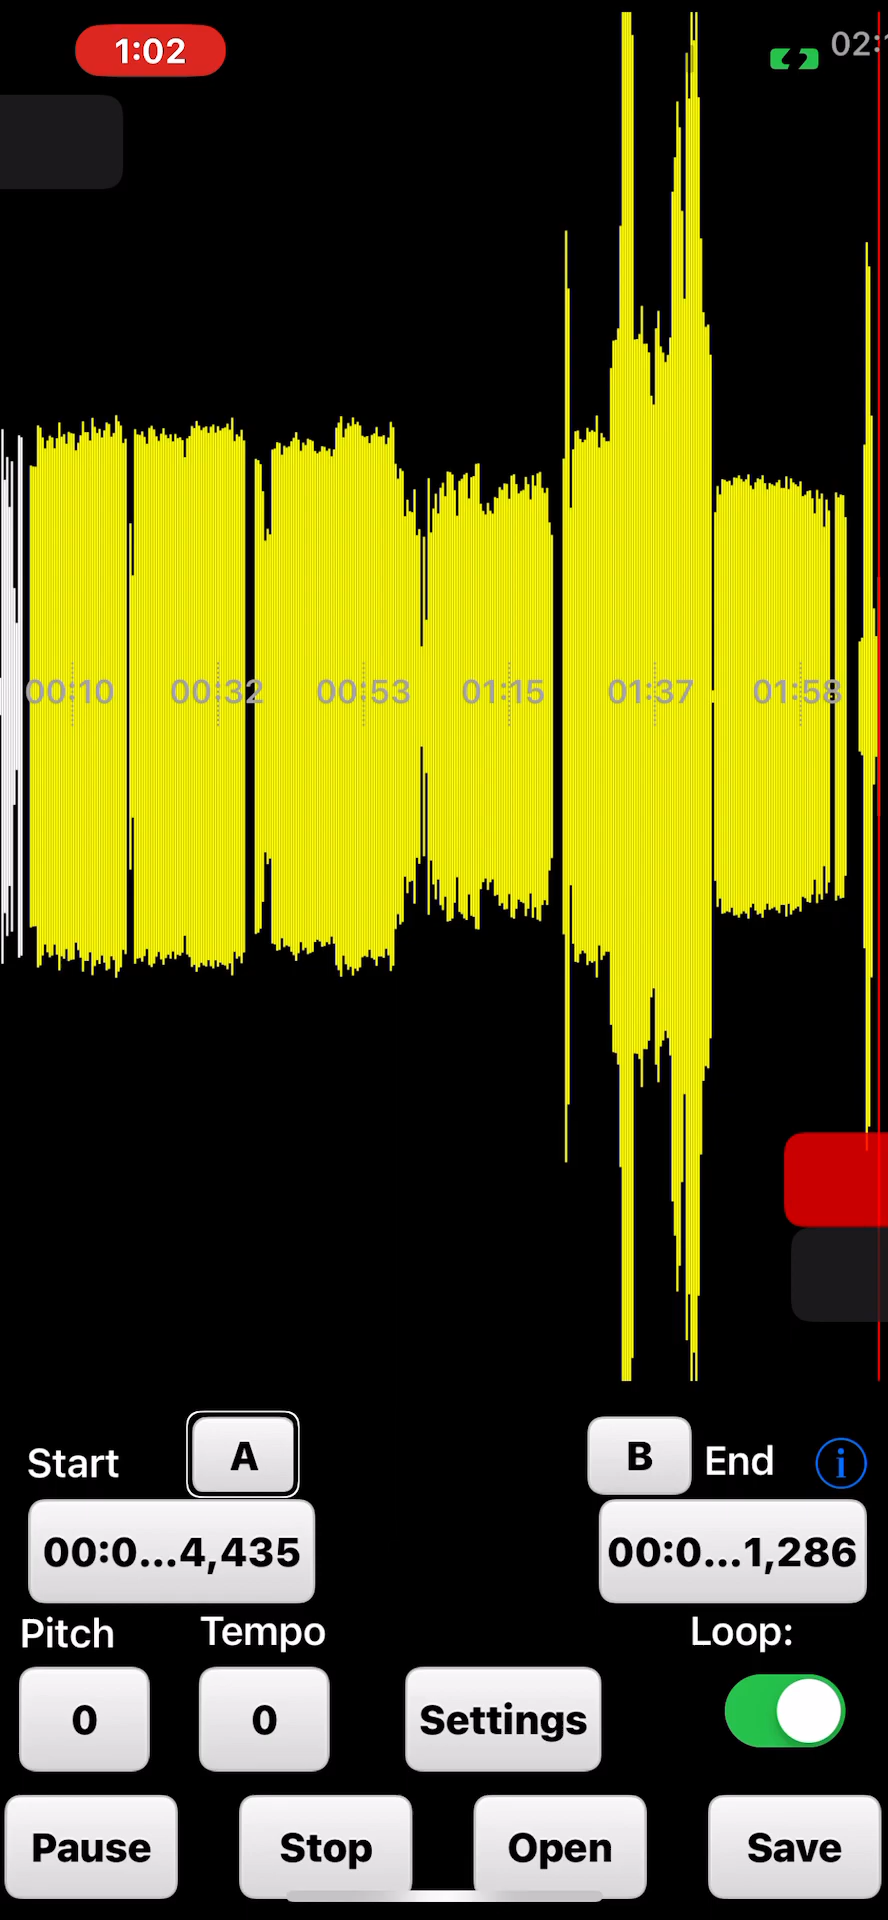 1:02
02:
00:10 00:32 00:53 01:15 01:37 01:58
Start A B End i
00:0...4,435 00:0...1,286
Pitch Tempo Loop:
0 0 Settings
Pause Stop Open Save